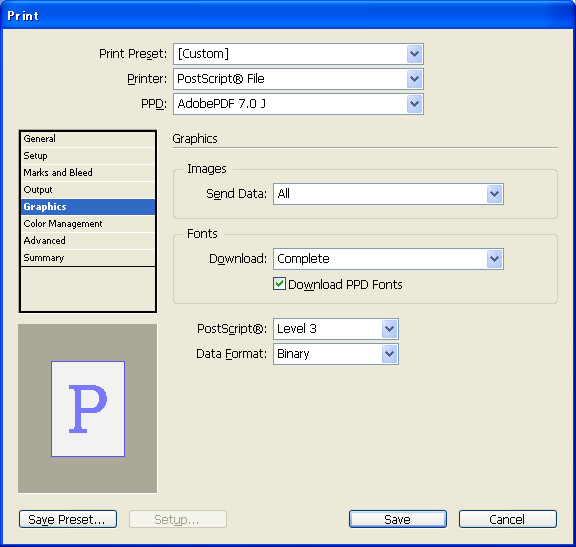 Print
Print Preset: [Custom]
Printer: PostScript® File
PPD: AdobePDF 7.0 J
General
Setup
Marks and Bleed
Output
Graphics
Color Management
Advanced
Summary
Graphics
Images
Send Data: All
Fonts
Download: Complete
Download PPD Fonts
PostScript®: Level 3
Data Format: Binary
P
Save Preset...
Setup...
Save
Cancel